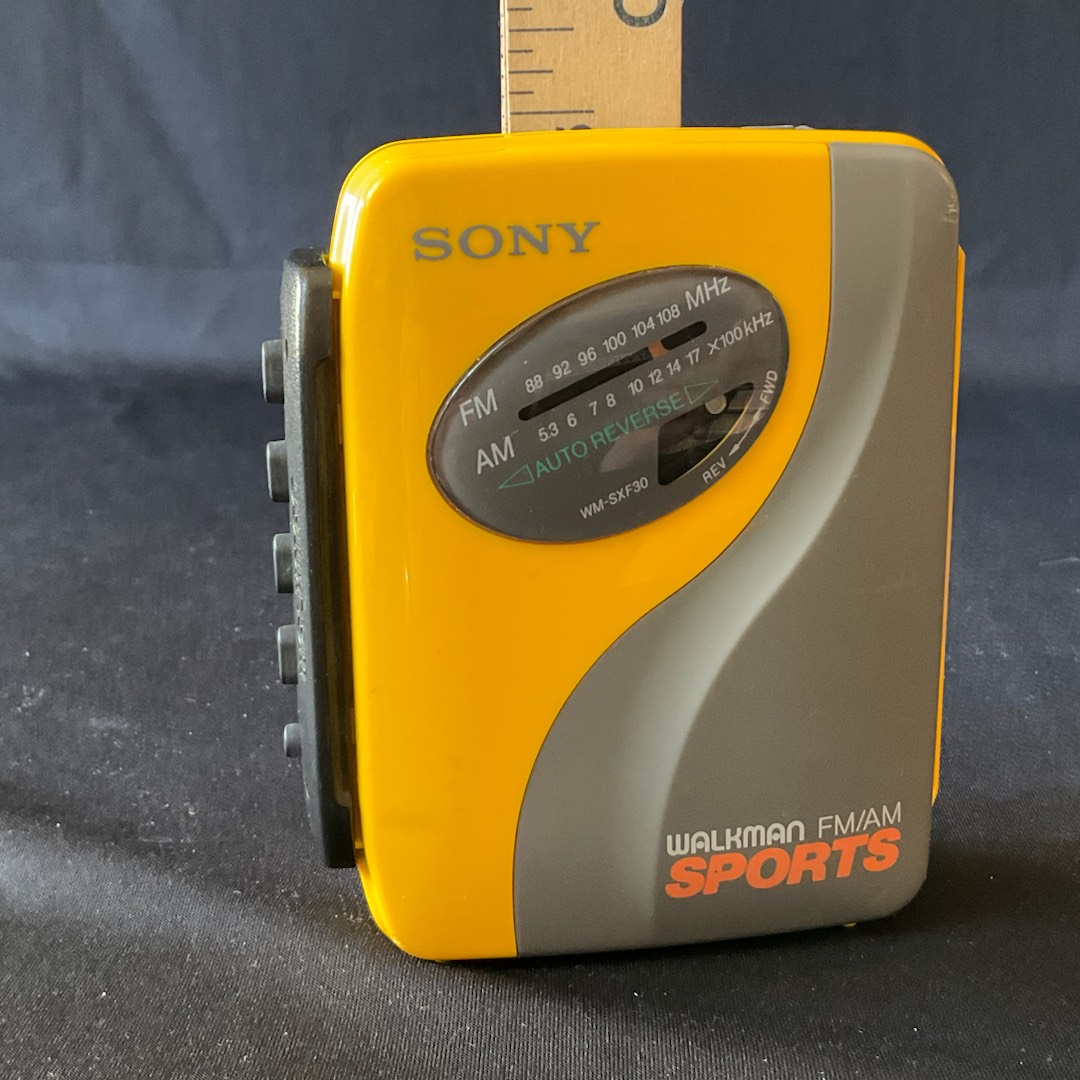 SONY
FM 88 92 96 100 104 108 MHz
AM 5.3 6 7 8 10 12 14 17 X100kHz
AUTO REVERSE
FWD
REV
WM-SXF30
WALKMAN FM/AM
SPORTS